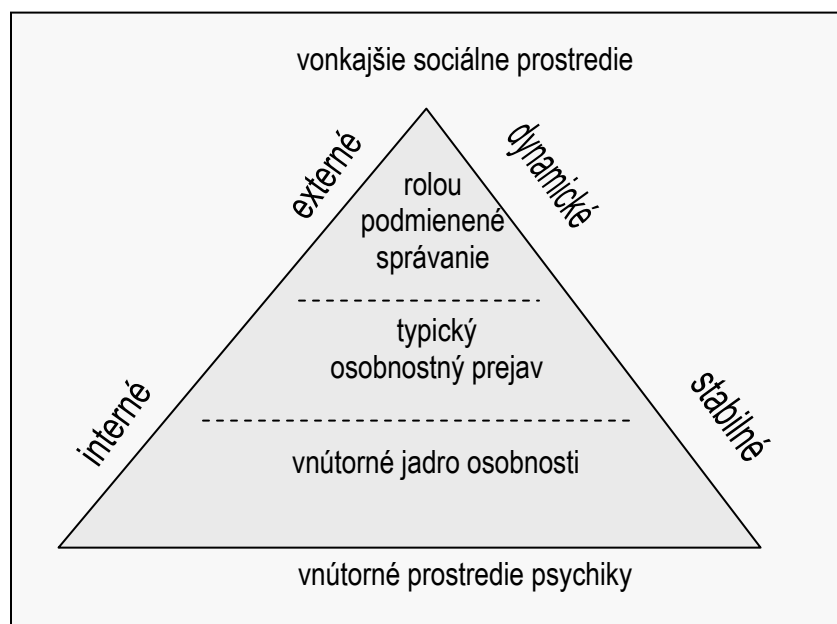 vonkajšie sociálne prostredie
externé
dynamické
rolou
podmienené
správanie
typický
osobnostný prejav
interné
stabilné
vnútorné jadro osobnosti
vnútorné prostredie psychiky